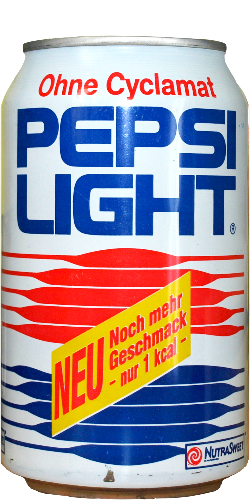 Ohne Cyclamat
PEPSI
LIGHT®
NEU
Noch mehr
Geschmack
- nur 1 kcal -
NUTRASWEET